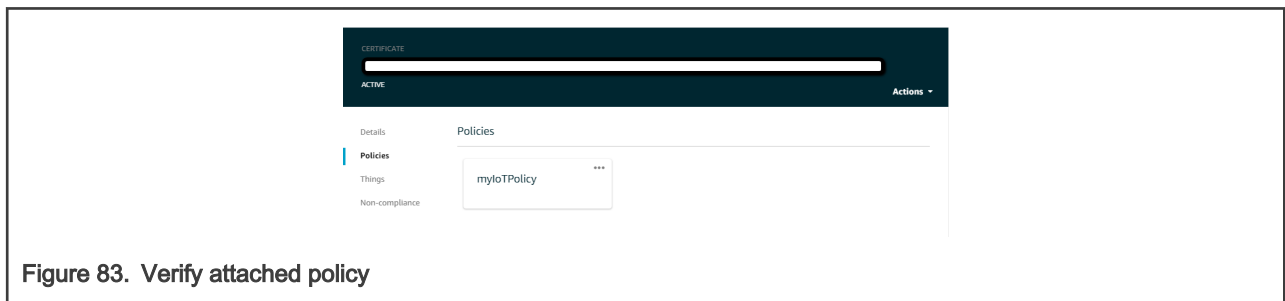 CERTIFICATE
ACTIVE
Actions
Details
Policies
Policies
Things
Non-compliance
myIoTPolicy
Figure 83. Verify attached policy